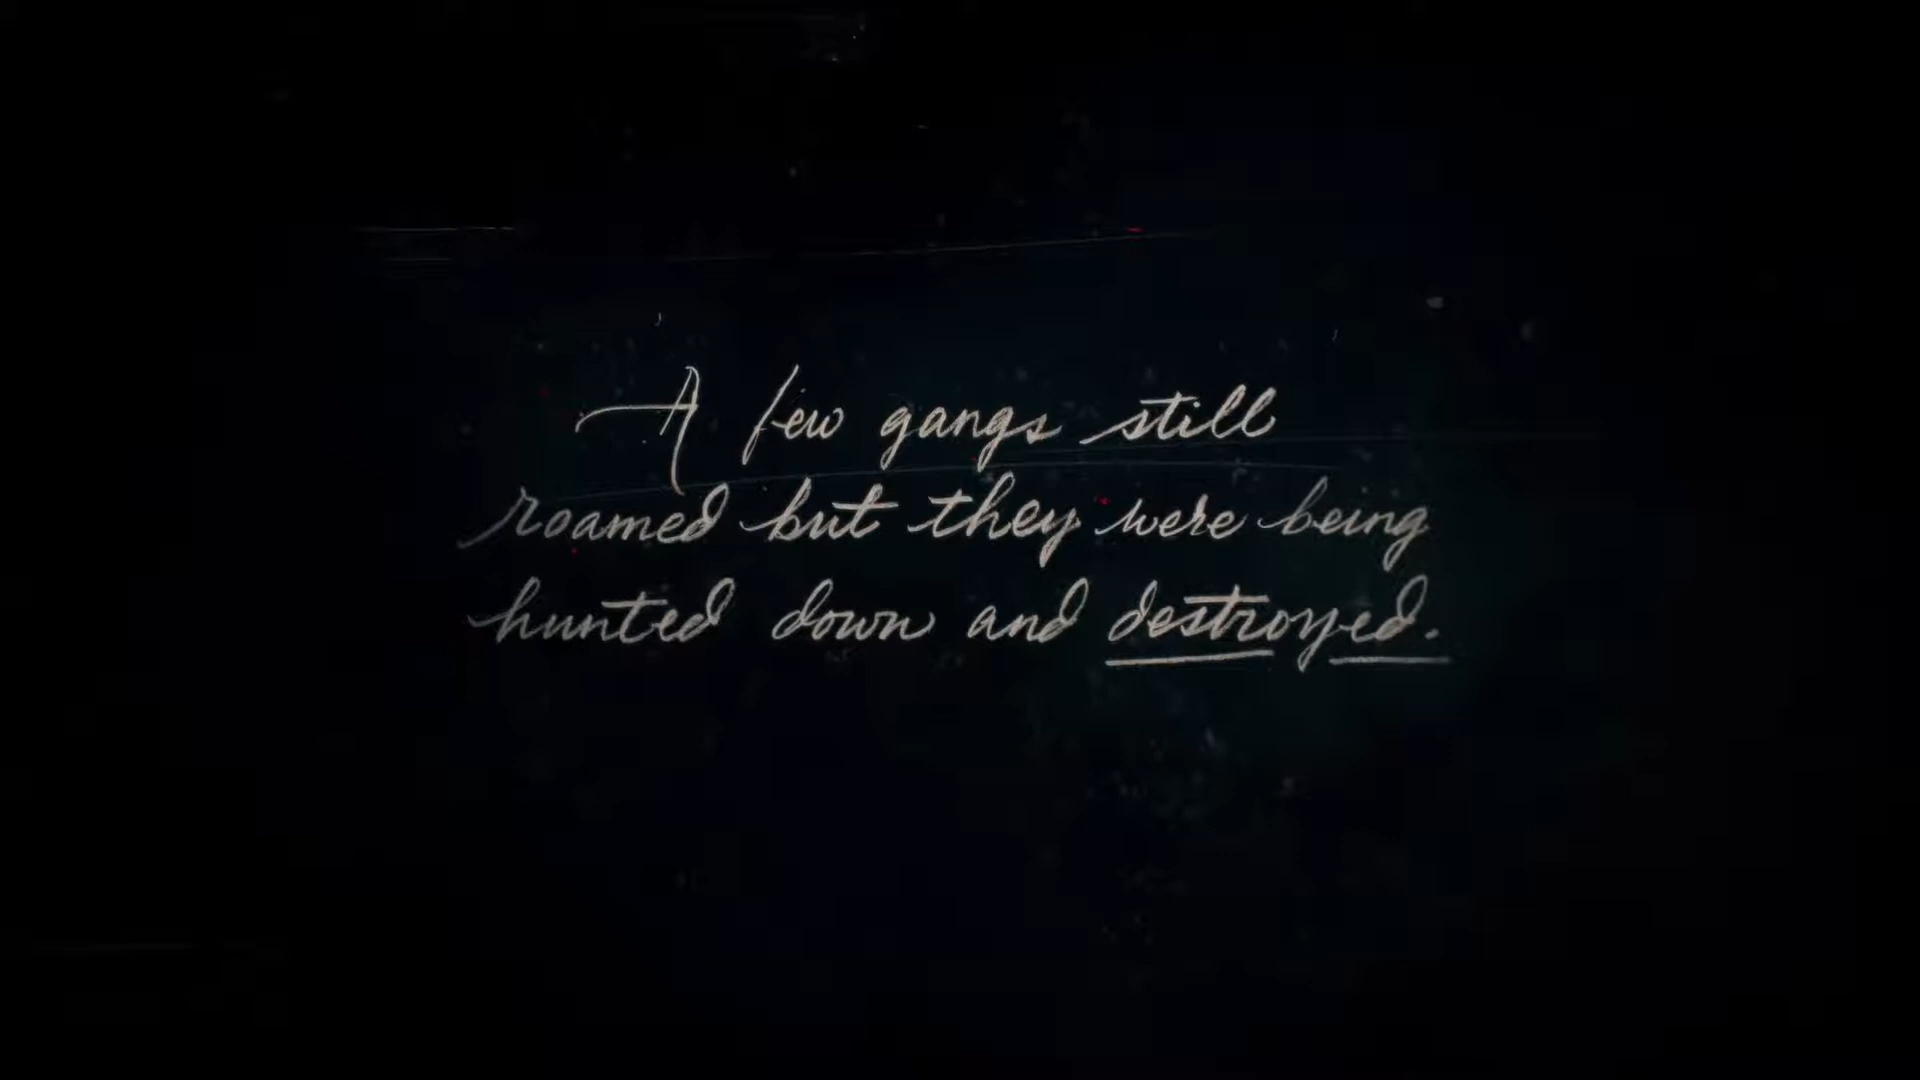 A few gangs still
roamed but they were being
hunted down and destroyed.